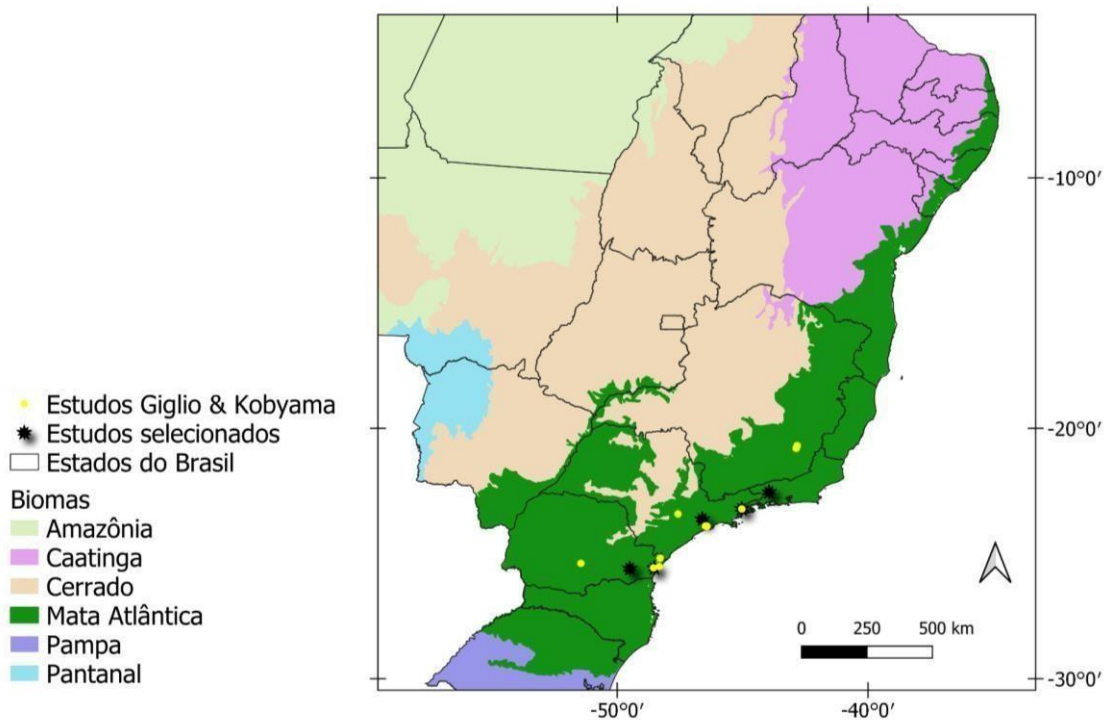 Estudos Giglio & Kobyama
Estudos selecionados
Estados do Brasil
Biomas
Amazônia
Caatinga
Cerrado
Mata Atlântica
Pampa
Pantanal
-10°0′
-20°0′
-30°0′
0 250 500 km
-50°0′ -40°0′